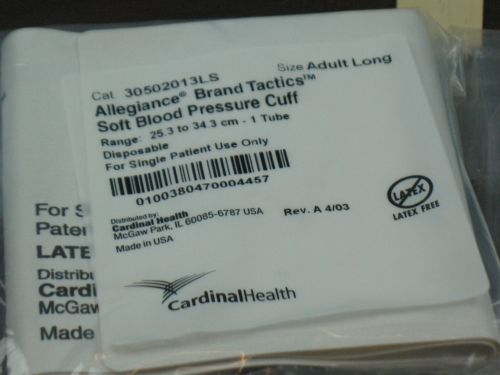 Cat. 30502013LS
Size Adult Long
Allegiance® Brand Tactics™
Soft Blood Pressure Cuff
Range: 25.3 to 34.3 cm - 1 Tube
Disposable
For Single Patient Use Only
0100380470004457
Distributed by:
Cardinal Health
McGaw Park, IL 60085-6787 USA
Made in USA
Rev. A 4/03
LATEX
LATEX FREE
CardinalHealth
For S
Paten
LATE
Distribu
Cardi
McGaw
Made